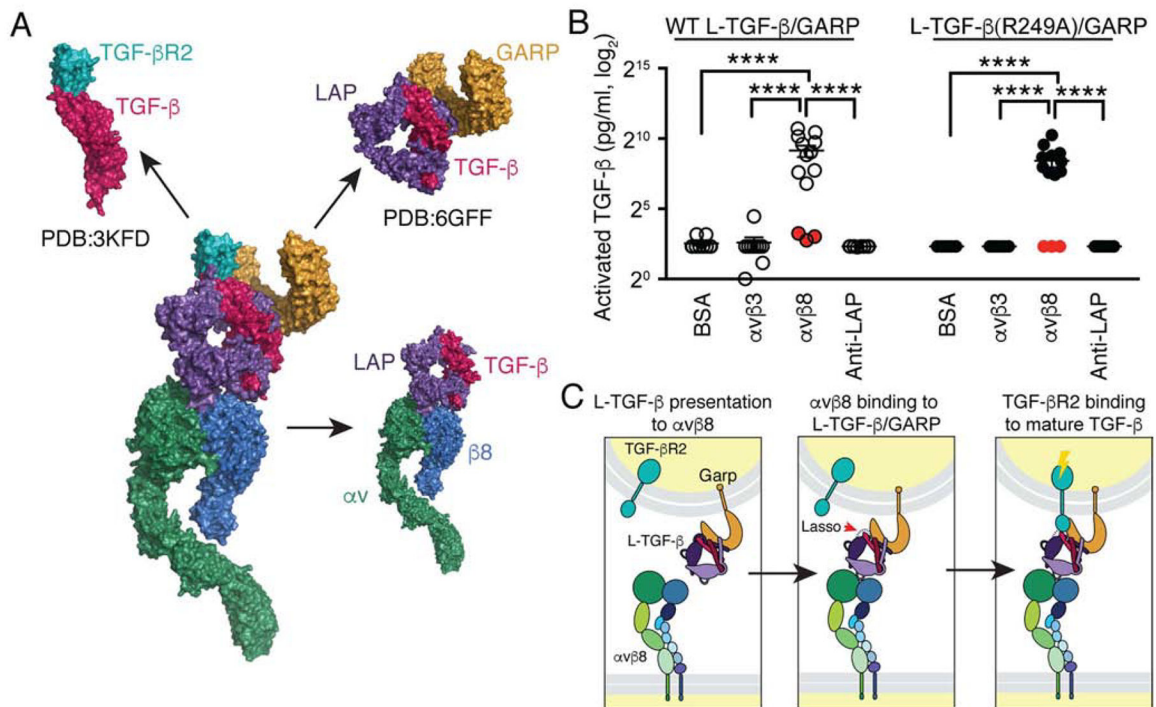 A
TGF-βR2
TGF-β
PDB:3KFD
GARP
LAP
TGF-β
PDB:6GFF
LAP
TGF-β
β8
αv
B
WT L-TGF-β/GARP
L-TGF-β(R249A)/GARP
Activated TGF-β (pg/ml, log2)
2^15
2^10
2^5
2^0
****
**** ****
****
**** ****
BSA
αvβ3
αvβ8
Anti-LAP
BSA
αvβ3
αvβ8
Anti-LAP
C
L-TGF-β presentation
to αvβ8
TGF-βR2
Garp
L-TGF-β
αvβ8
αvβ8 binding to
L-TGF-β/GARP
Lasso
TGF-βR2 binding
to mature TGF-β